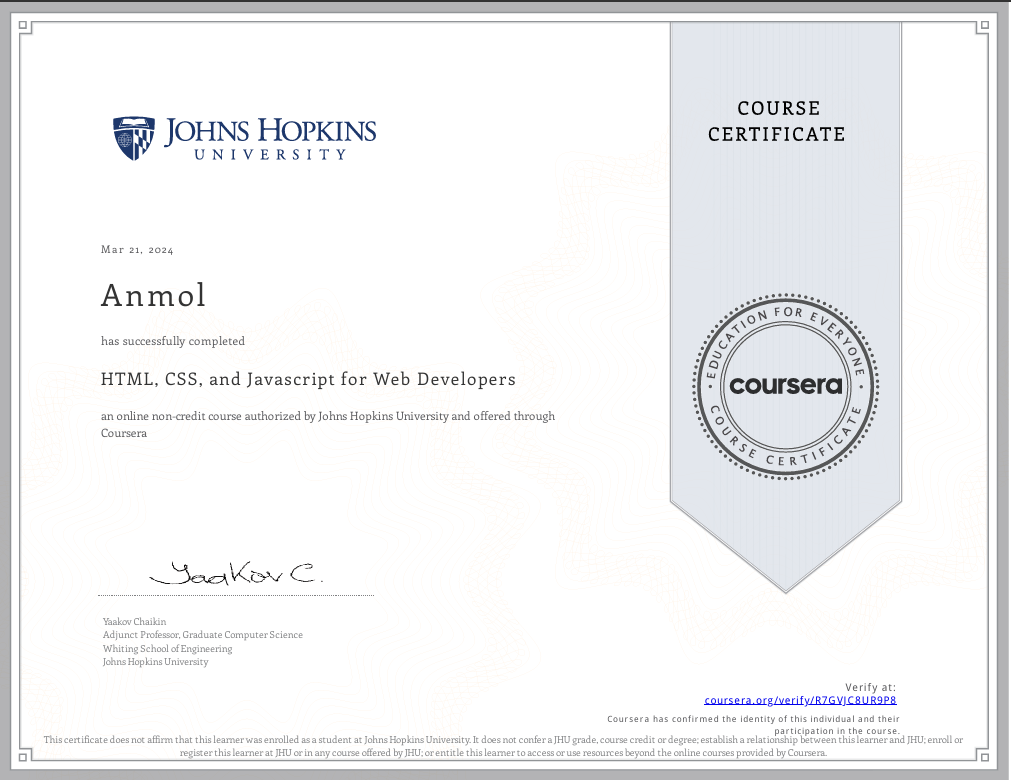 JOHNS HOPKINS
UNIVERSITY
COURSE
CERTIFICATE
Mar 21, 2024
Anmol
has successfully completed
HTML, CSS, and Javascript for Web Developers
an online non-credit course authorized by Johns Hopkins University and offered through
Coursera
EDUCATION FOR EVERYONE
coursera
COURSE CERTIFICATE
Yaakov C.
Yaakov Chaikin
Adjunct Professor, Graduate Computer Science
Whiting School of Engineering
Johns Hopkins University
Verify at:
coursera.org/verify/R7GVJC8UR9P8
Coursera has confirmed the identity of this individual and their
participation in the course.
This certificate does not affirm that this learner was enrolled as a student at Johns Hopkins University. It does not confer a JHU grade, course credit or degree; establish a relationship between this learner and JHU; enroll or
register this learner at JHU or in any course offered by JHU; or entitle this learner to access or use resources beyond the online courses provided by Coursera.